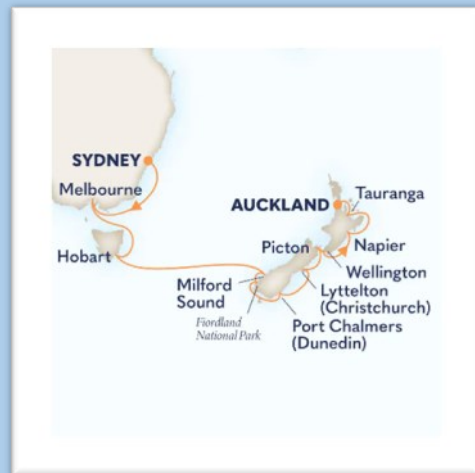 SYDNEY
Melbourne
Hobart
AUCKLAND
Tauranga
Picton
Napier
Wellington
Milford
Sound
Lyttelton
(Christchurch)
Fiordland
National Park
Port Chalmers
(Dunedin)